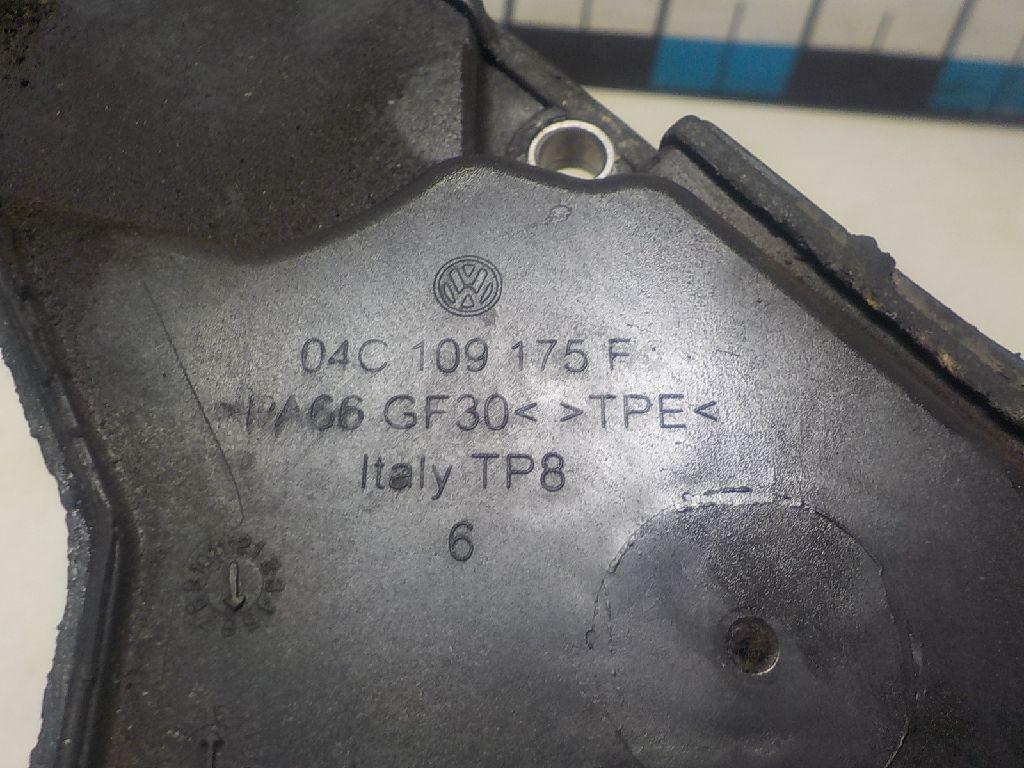 04C 109 175 F
>PA66 GF30< >TPE<
Italy TP8
6